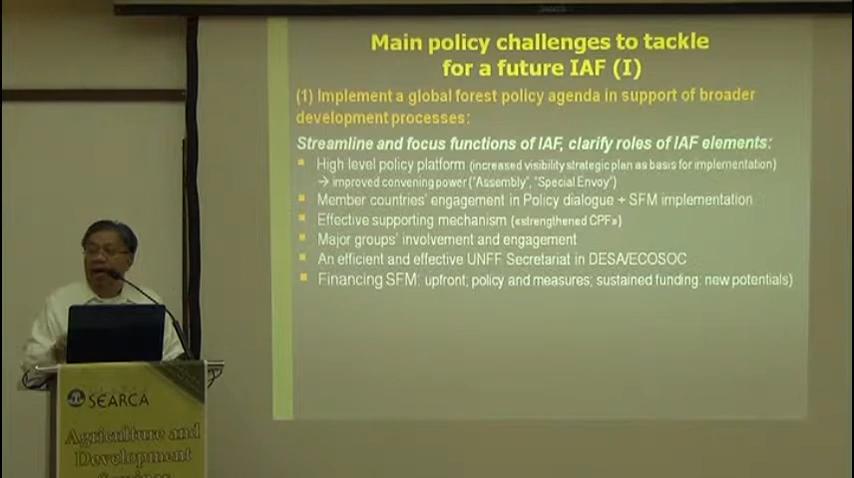 Main policy challenges to tackle
for a future IAF (I)
(1) Implement a global forest policy agenda in support of broader
development processes:
Streamline and focus functions of IAF, clarify roles of IAF elements:
▪ High level policy platform (increased visibility strategic plan as basis for implementation)
→ improved convening power ("Assembly", "Special Envoy")
▪ Member countries' engagement in Policy dialogue + SFM implementation
▪ Effective supporting mechanism («strengthened CPF»)
▪ Major groups' involvement and engagement
▪ An efficient and effective UNFF Secretariat in DESA/ECOSOC
▪ Financing SFM: upfront; policy and measures; sustained funding: new potentials)
SEARCA
Agriculture and
Development